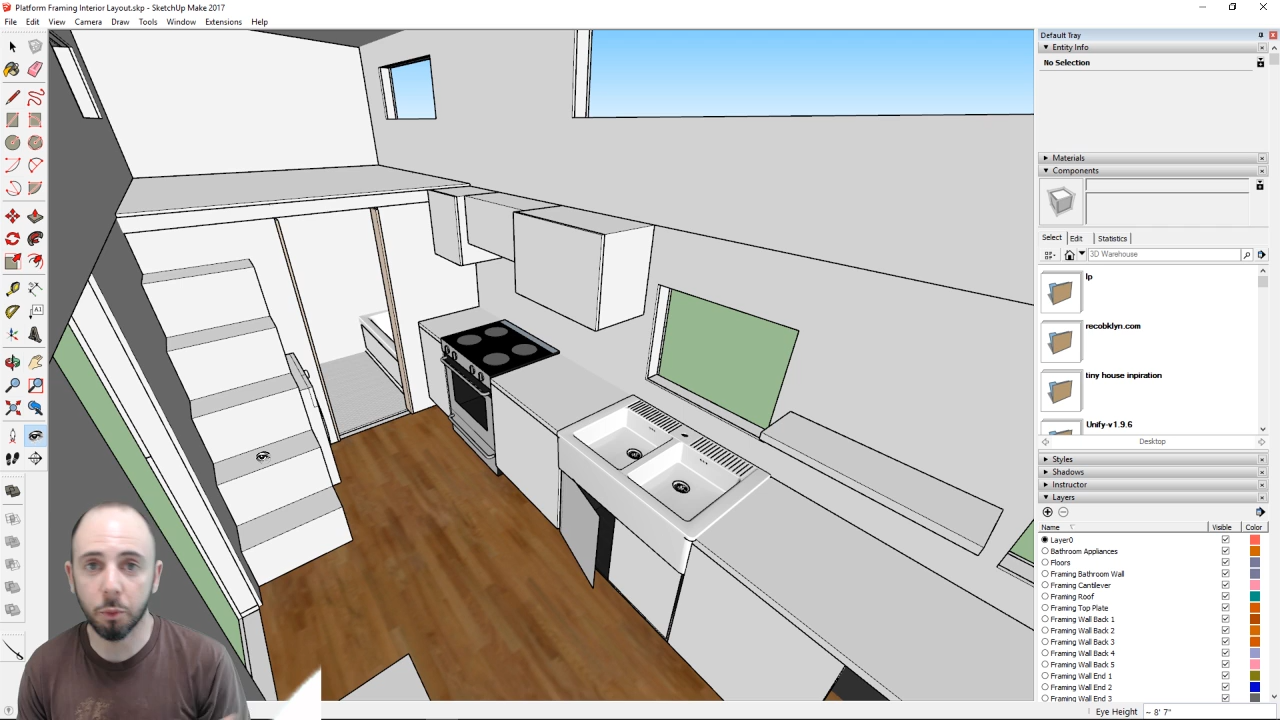 Platform Framing Interior Layout.skp - SketchUp Make 2017
File Edit View Camera Draw Tools Window Extensions Help
Default Tray
Entity Info
No Selection
Materials
Components
Select Edit Statistics
3D Warehouse
lp
recobklyn.com
tiny house inpiration
Unify-v1.9.6
Desktop
Styles
Shadows
Instructor
Layers
Name Visible Color
Layer0
Bathroom Appliances
Floors
Framing Bathroom Wall
Framing Cantilever
Framing Roof
Framing Top Plate
Framing Wall Back 1
Framing Wall Back 2
Framing Wall Back 3
Framing Wall Back 4
Framing Wall Back 5
Framing Wall End 1
Framing Wall End 2
Framing Wall End 3
Eye Height ~ 8' 7"